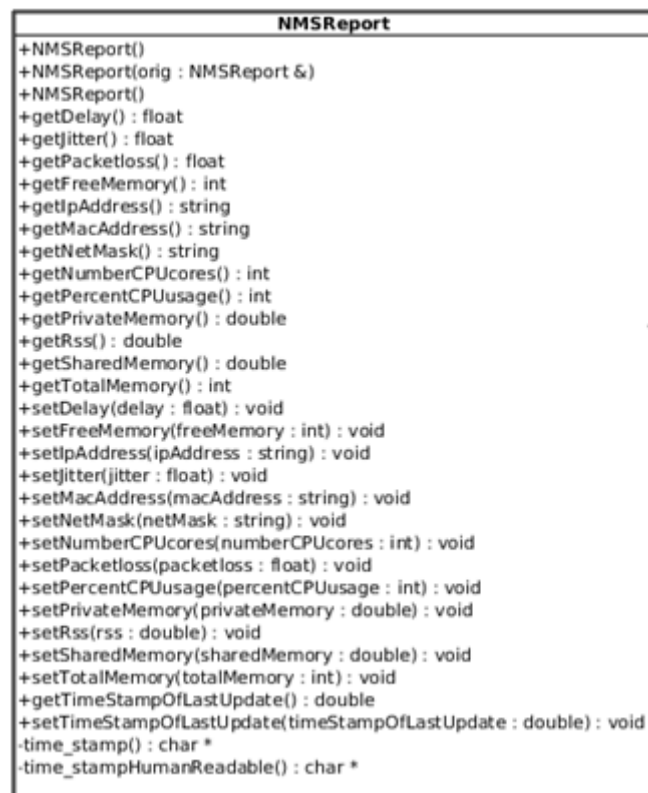 NMSReport
+NMSReport()
+NMSReport(orig : NMSReport &)
+NMSReport()
+getDelay() : float
+getJitter() : float
+getPacketloss() : float
+getFreeMemory() : int
+getIpAddress() : string
+getMacAddress() : string
+getNetMask() : string
+getNumberCPUcores() : int
+getPercentCPUusage() : int
+getPrivateMemory() : double
+getRss() : double
+getSharedMemory() : double
+getTotalMemory() : int
+setDelay(delay : float) : void
+setFreeMemory(freeMemory : int) : void
+setIpAddress(ipAddress : string) : void
+setJitter(jitter : float) : void
+setMacAddress(macAddress : string) : void
+setNetMask(netMask : string) : void
+setNumberCPUcores(numberCPUcores : int) : void
+setPacketloss(packetloss : float) : void
+setPercentCPUusage(percentCPUusage : int) : void
+setPrivateMemory(privateMemory : double) : void
+setRss(rss : double) : void
+setSharedMemory(sharedMemory : double) : void
+setTotalMemory(totalMemory : int) : void
+getTimeStampOfLastUpdate() : double
+setTimeStampOfLastUpdate(timeStampOfLastUpdate : double) : void
-time_stamp() : char *
-time_stampHumanReadable() : char *